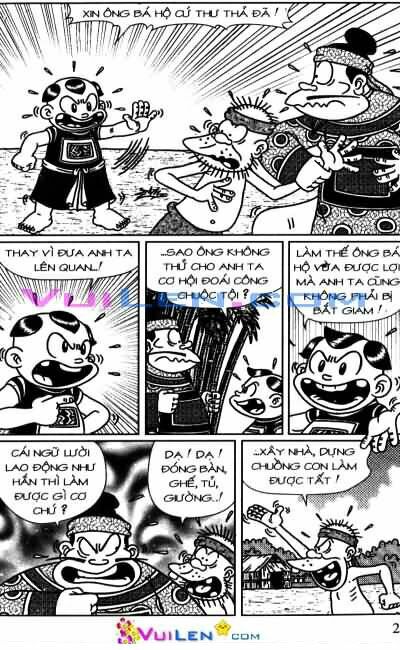 XIN ÔNG BÁ HỘ CỨ THƯ THẢ ĐÃ!
THAY VÌ ĐƯA ANH TA
LÊN QUAN..!
..SAO ÔNG KHÔNG
THỬ CHO ANH TA
CƠ HỘI ĐOÁI CÔNG
CHUỘC TỘI?
LÀM THẾ ÔNG BÁ
HỘ VỪA ĐƯỢC LỢI
MÀ ANH TA CŨNG
KHÔNG PHẢI BỊ
BẮT GIAM!
VUILEN.com
CÁI NGỮ LƯỜI
LAO ĐỘNG NHƯ
HẮN THÌ LÀM
ĐƯỢC GÌ CƠ
CHỨ?
DẠ! DẠ!
ĐÓNG BÀN,
GHẾ, TỦ,
GIƯỜNG..!
..XÂY NHÀ, DỰNG
CHUỒNG CON LÀM
ĐƯỢC TẤT!
2
VUILEN.com